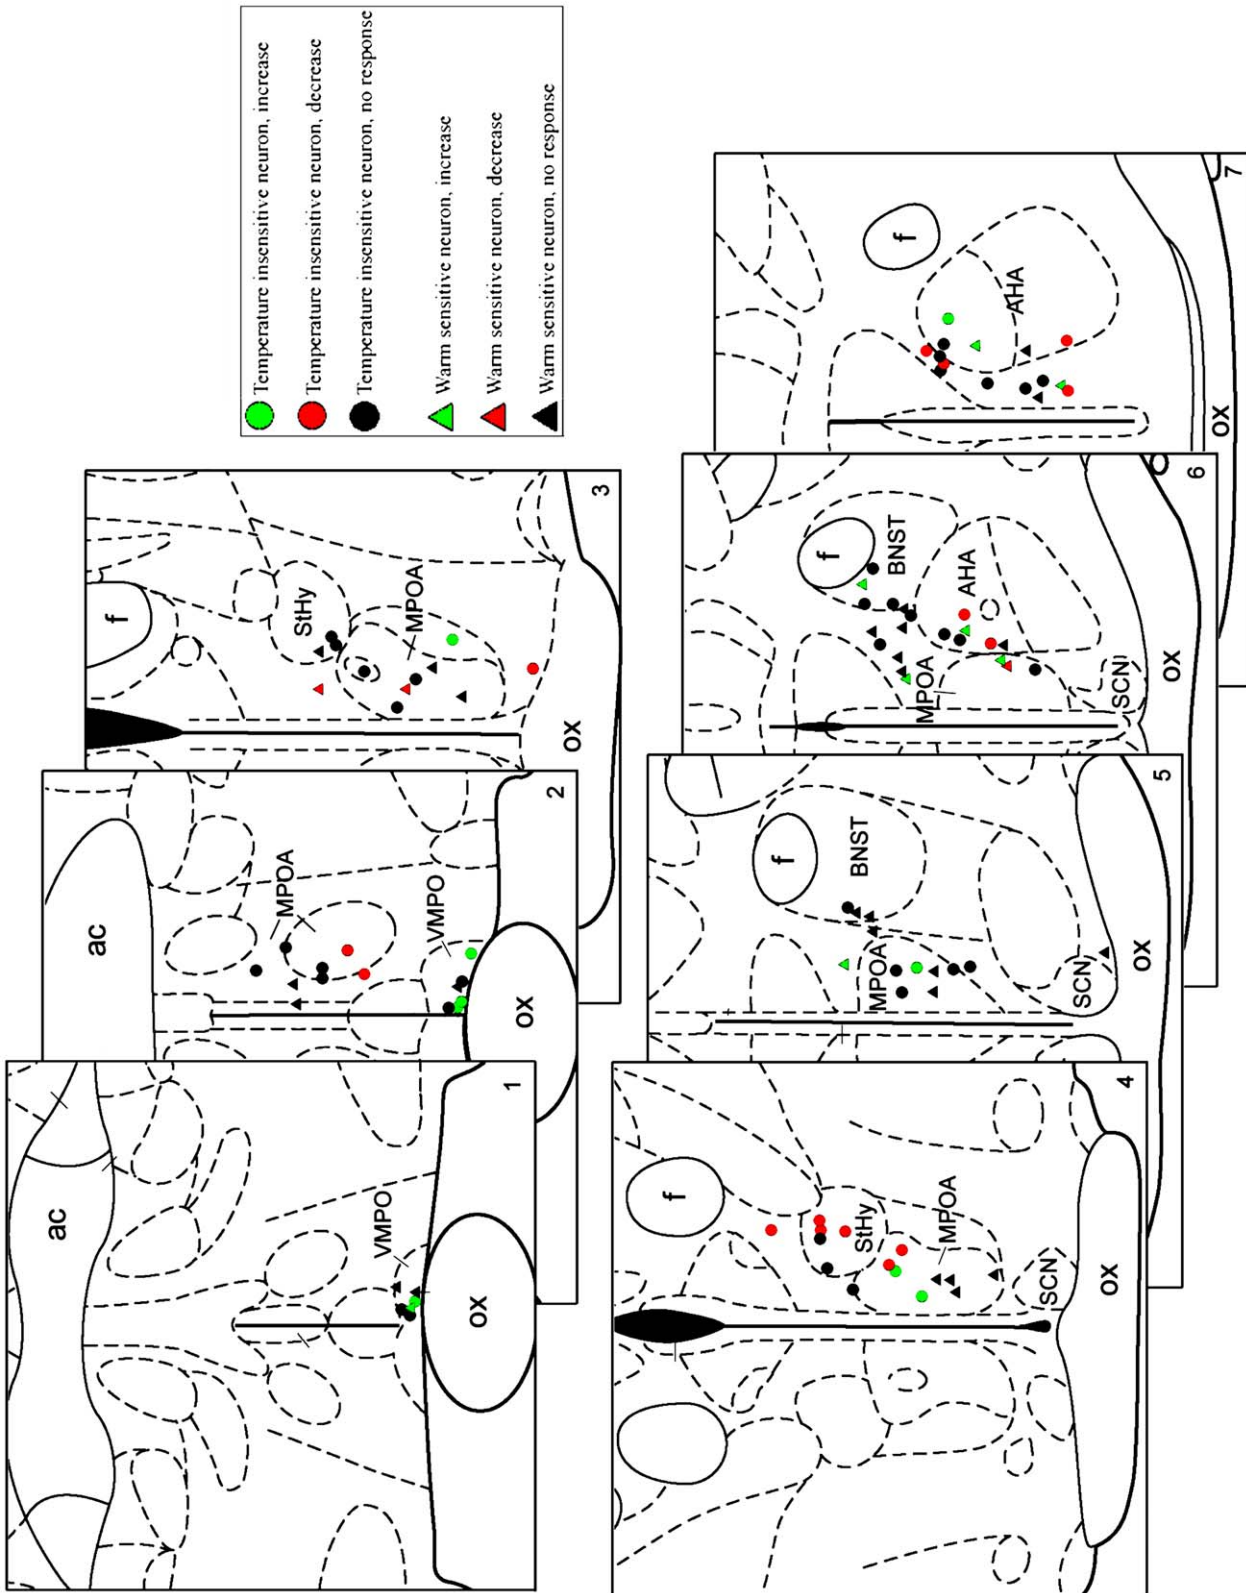 Temperature insensitive neuron, increase
Temperature insensitive neuron, decrease
Temperature insensitive neuron, no response
Warm sensitive neuron, increase
Warm sensitive neuron, decrease
Warm sensitive neuron, no response
ac
VMPO
ox
1
ac
MPOA
VMPO
ox
2
f
StHy
MPOA
ox
3
f
StHy
MPOA
SCN
ox
4
f
BNST
MPOA
SCN
ox
5
f
BNST
AHA
MPOA
SCN
ox
6
f
AHA
ox
7